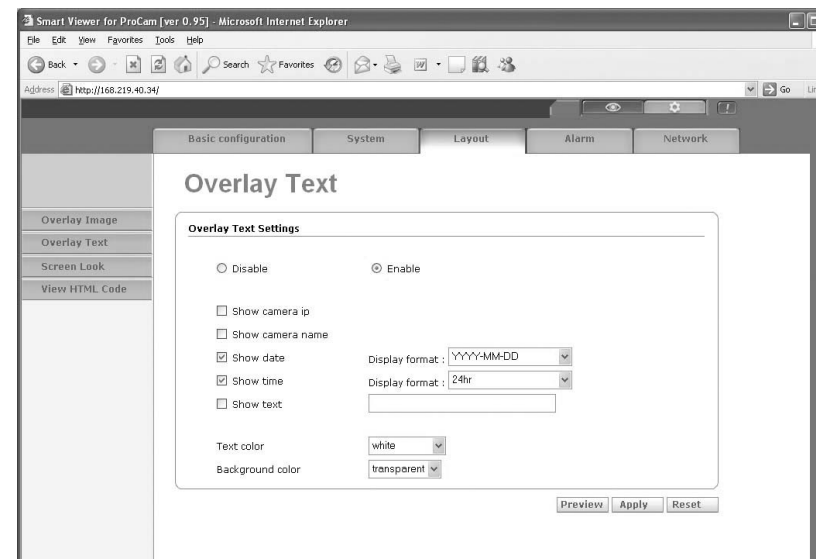 Smart Viewer for ProCam [ver 0.95] - Microsoft Internet Explorer
File Edit View Favorites Tools Help
Back Search Favorites
Address http://168.219.40.34/ Go
Basic configuration System Layout Alarm Network
Overlay Text
Overlay Image
Overlay Text
Screen Look
View HTML Code
Overlay Text Settings
Disable Enable
Show camera ip
Show camera name
Show date Display format : YYYY-MM-DD
Show time Display format : 24hr
Show text
Text color white
Background color transparent
Preview Apply Reset